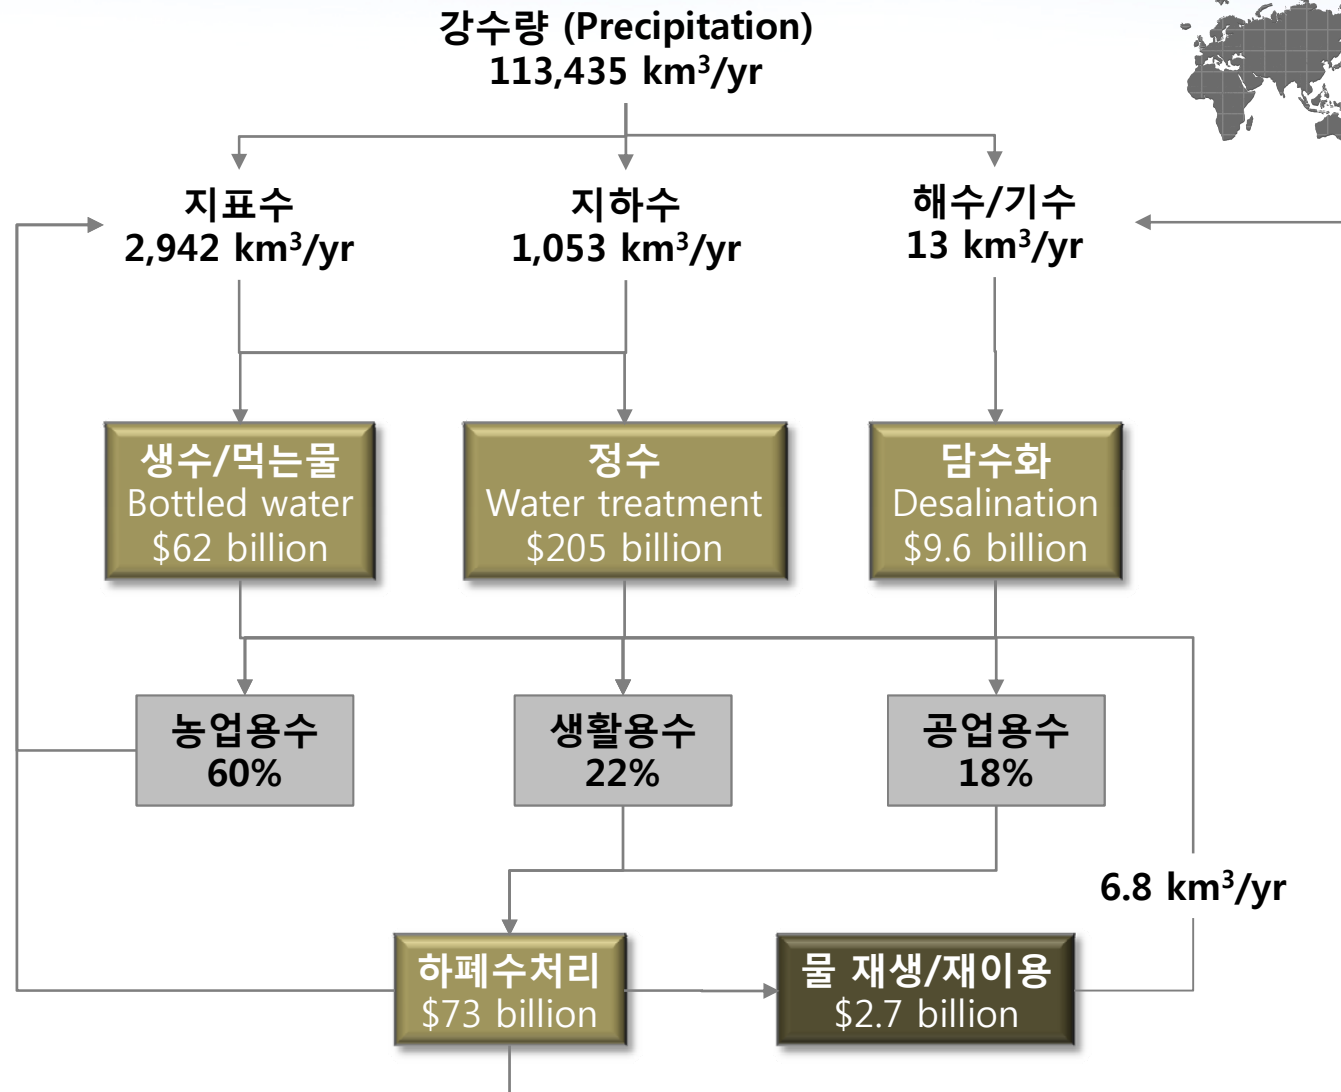 강수량 (Precipitation)
113,435 km³/yr
지표수
2,942 km³/yr
지하수
1,053 km³/yr
해수/기수
13 km³/yr
생수/먹는물
Bottled water
$62 billion
정수
Water treatment
$205 billion
담수화
Desalination
$9.6 billion
농업용수
60%
생활용수
22%
공업용수
18%
6.8 km³/yr
하폐수처리
$73 billion
물 재생/재이용
$2.7 billion